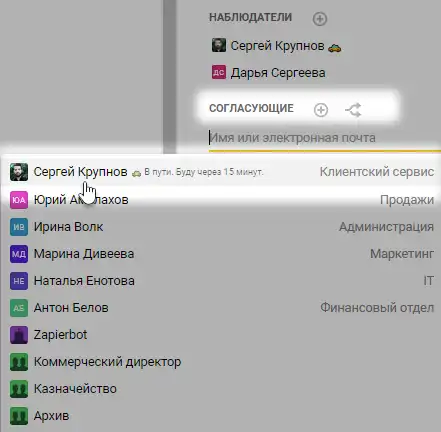 НАБЛЮДАТЕЛИ
Сергей Крупнов
ДС Дарья Сергеева
СОГЛАСУЮЩИЕ
Имя или электронная почта
Сергей Крупнов В пути. Буду через 15 минут. Клиентский сервис
ЮА Юрий Продажи
ИВ Ирина Волк Администрация
МД Марина Дивеева Маркетинг
НЕ Наталья Енотова IT
АБ Антон Белов Финансовый отдел
Zapierbot
Коммерческий директор
Казначейство
Архив